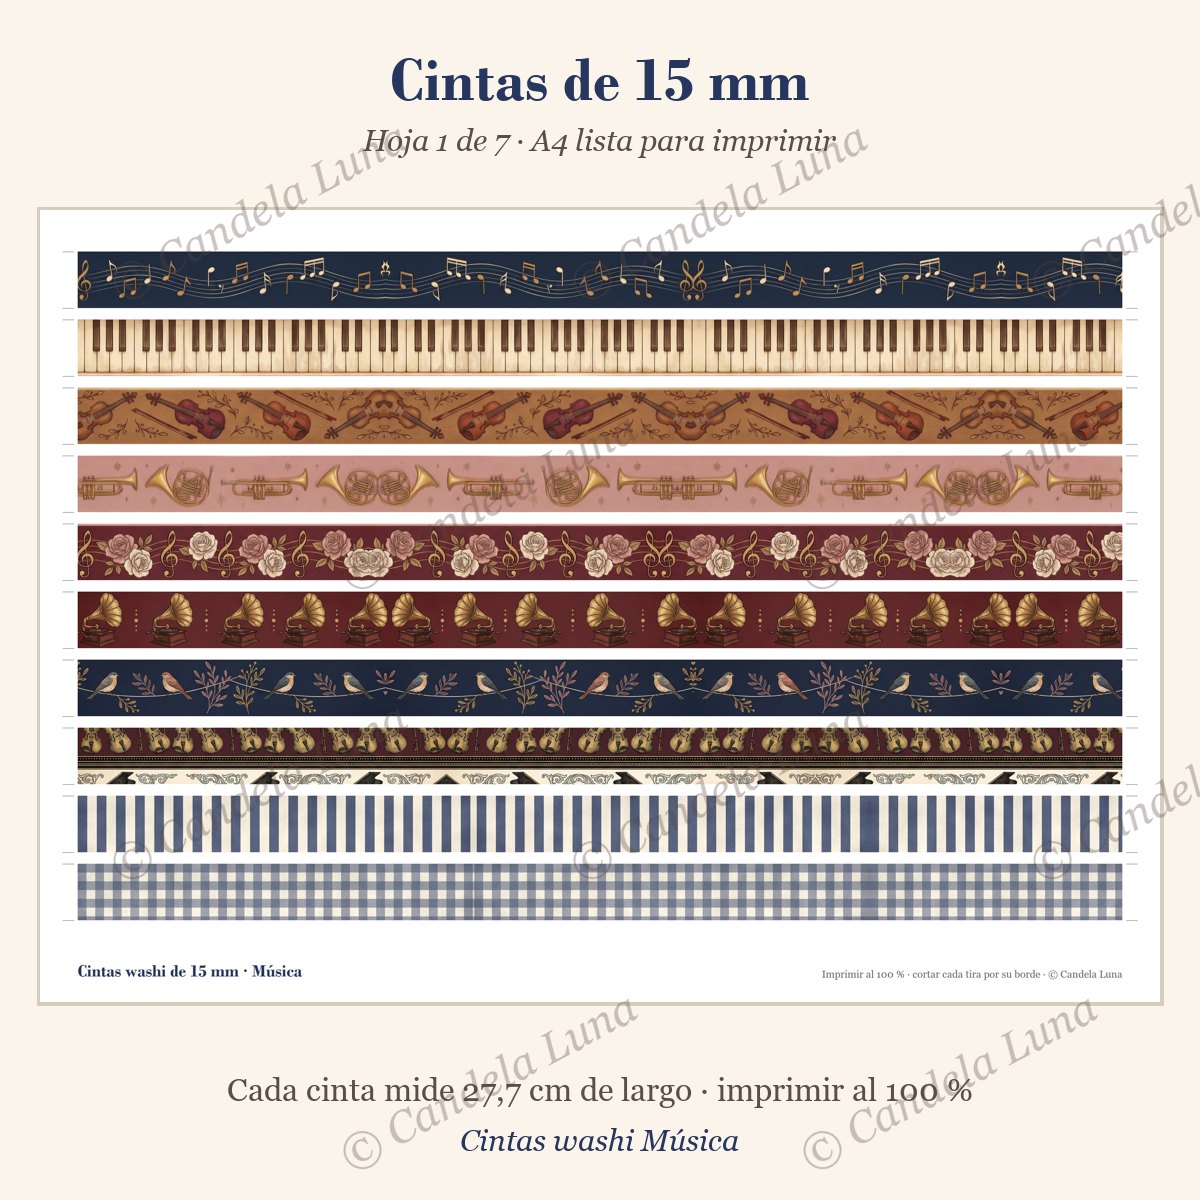 Cintas de 15 mm
Hoja 1 de 7 · A4 lista para imprimir
Cintas washi de 15 mm · Música
Imprimir al 100 % · cortar cada tira por su borde · © Candela Luna
Cada cinta mide 27,7 cm de largo · imprimir al 100 %
Cintas washi Música
© Candela Luna